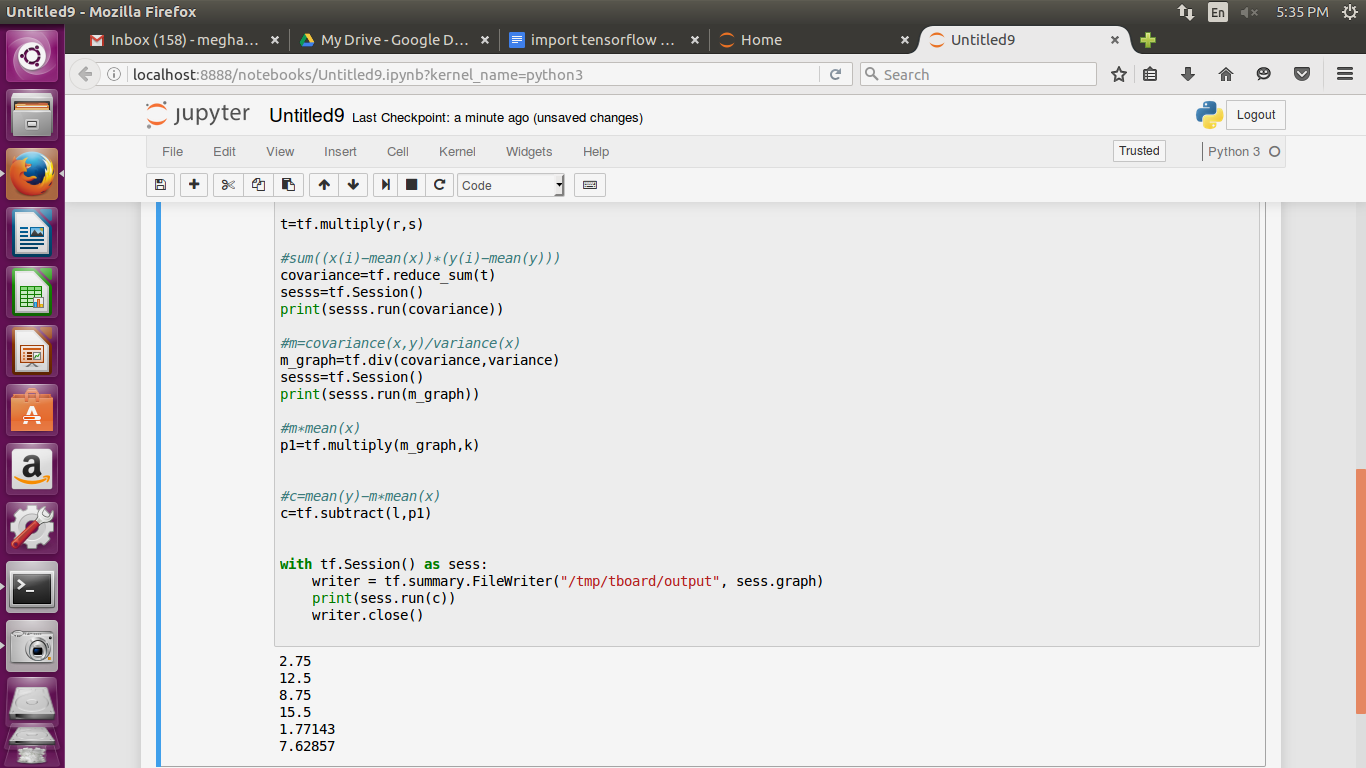 Untitled9 - Mozilla Firefox
En
5:35 PM
Inbox (158) - megha...
My Drive - Google D...
import tensorflow ...
Home
Untitled9
localhost:8888/notebooks/Untitled9.ipynb?kernel_name=python3
Search
jupyter
Untitled9
Last Checkpoint: a minute ago (unsaved changes)
Logout
File
Edit
View
Insert
Cell
Kernel
Widgets
Help
Trusted
Python 3
Code
t=tf.multiply(r,s)
#sum((x(i)-mean(x))*(y(i)-mean(y)))
covariance=tf.reduce_sum(t)
sesss=tf.Session()
print(sesss.run(covariance))
#m=covariance(x,y)/variance(x)
m_graph=tf.div(covariance,variance)
sesss=tf.Session()
print(sesss.run(m_graph))
#m*mean(x)
p1=tf.multiply(m_graph,k)
#c=mean(y)-m*mean(x)
c=tf.subtract(l,p1)
with tf.Session() as sess:
    writer = tf.summary.FileWriter("/tmp/tboard/output", sess.graph)
    print(sess.run(c))
    writer.close()
2.75
12.5
8.75
15.5
1.77143
7.62857